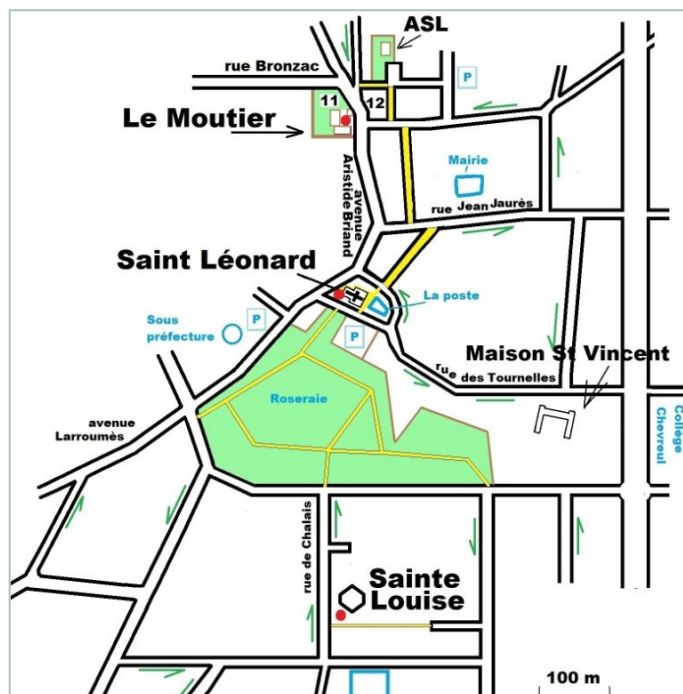 ASL
rue Bronzac
P
11
12
Le Moutier
Mairie
avenue
Aristide Briand
rue Jean Jaurès
Saint Léonard
La poste
P
Sous
préfecture
P
Maison St Vincent
rue des Tournelles
Roseraie
avenue
Larroumès
Collège
Chevreul
rue de Chalais
Sainte
Louise
100 m